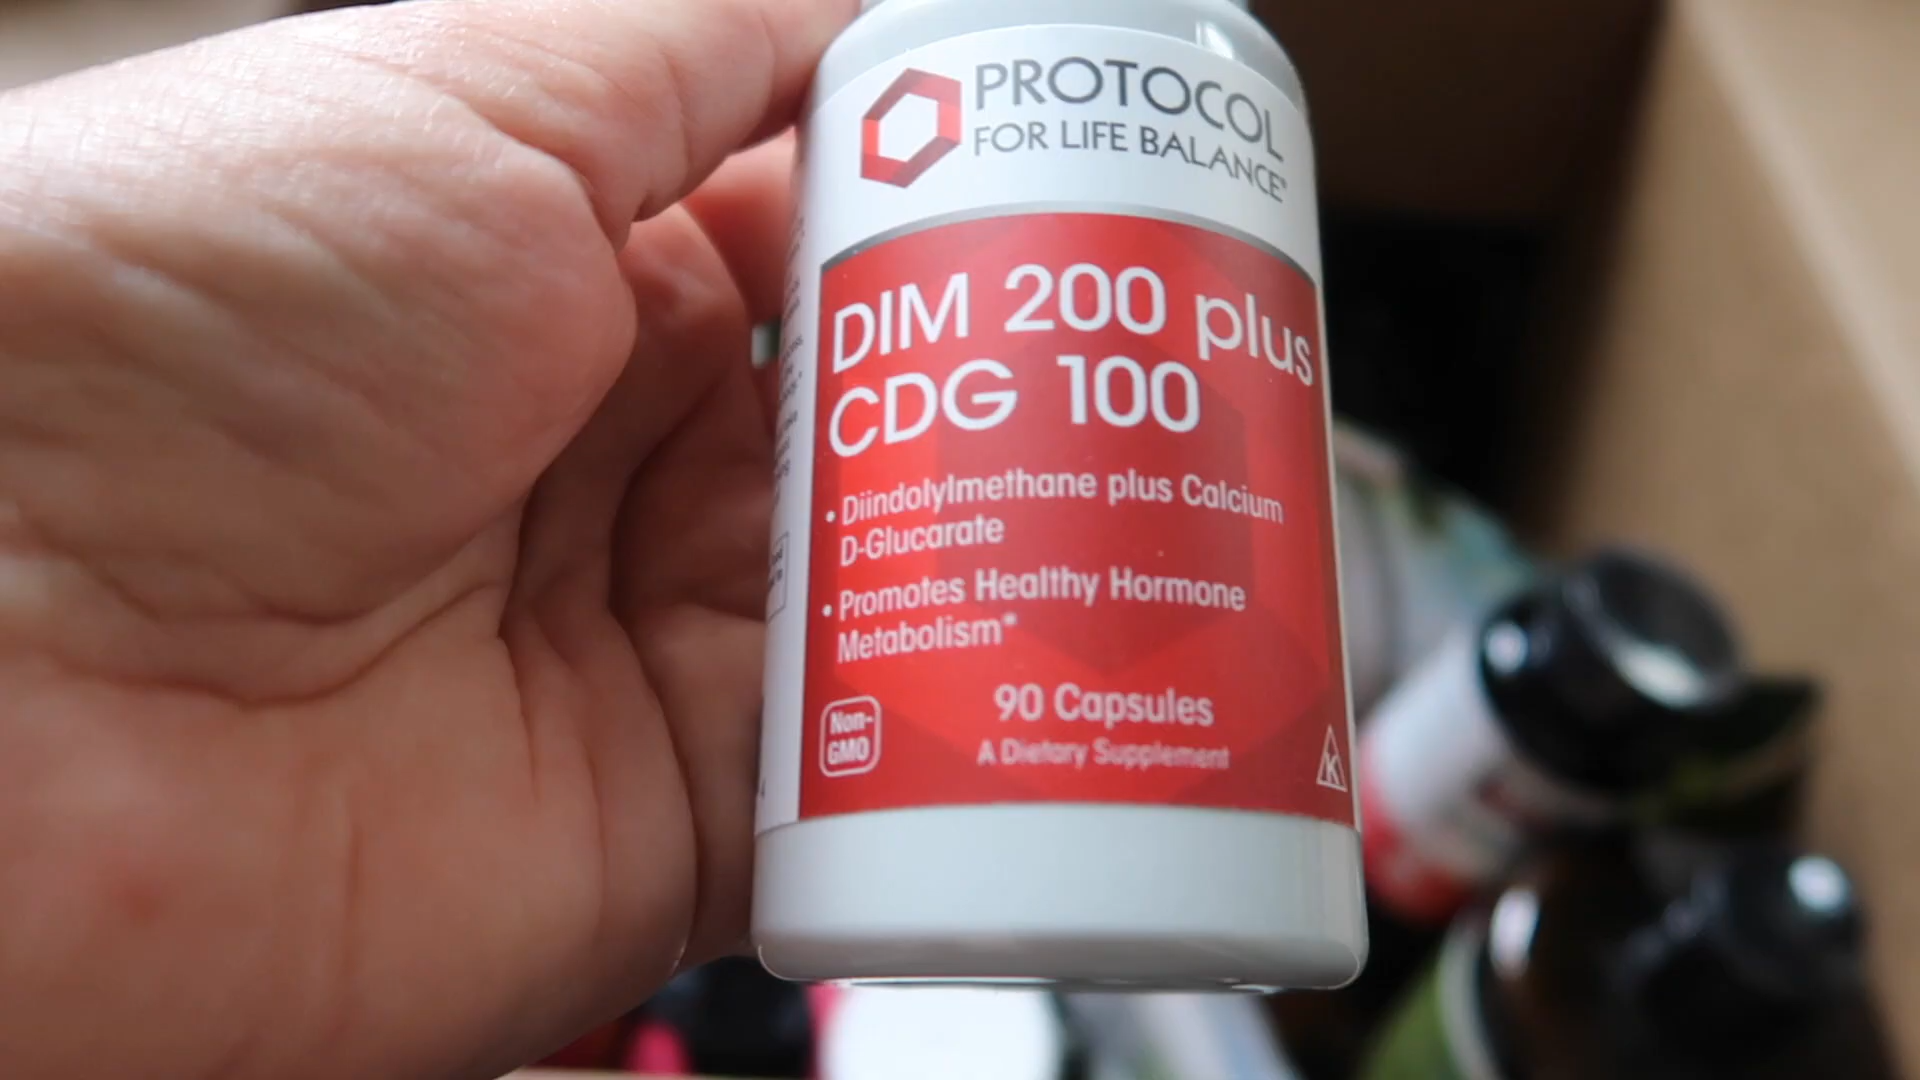 PROTOCOL
FOR LIFE BALANCE®
DIM 200 plus
CDG 100
• Diindolylmethane plus Calcium
D-Glucarate
• Promotes Healthy Hormone
Metabolism*
90 Capsules
Non-
GMO
A Dietary Supplement
K